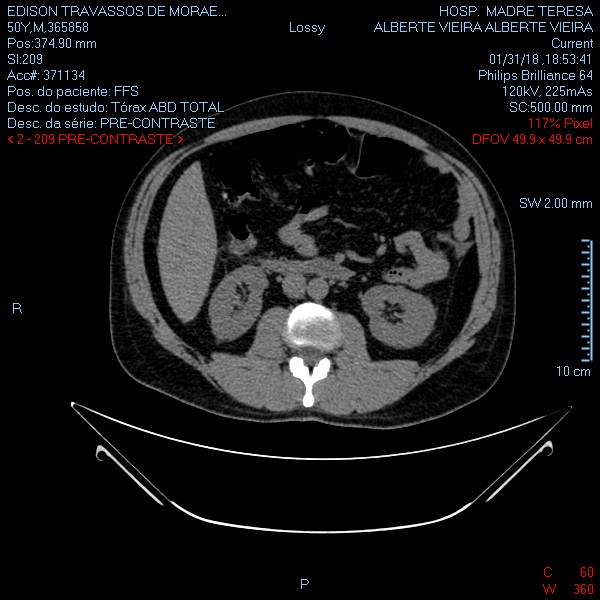 EDISON TRAVASSOS DE MORAE...
50Y,M,365858
Pos:374.90 mm
Sl:209
Acc#: 371134
Pos. do paciente: FFS
Desc. do estudo: Tórax ABD TOTAL
Desc. da série: PRE-CONTRASTE
< 2 - 209 PRE-CONTRASTE >
Lossy
HOSP. MADRE TERESA
ALBERTE VIEIRA ALBERTE VIEIRA
Current
01/31/18 ,18:53:41
Philips Brilliance 64
120kV, 225mAs
SC:500.00 mm
117% Pixel
DFOV 49.9 x 49.9 cm
SW 2.00 mm
R
10 cm
P
C 60
W 360